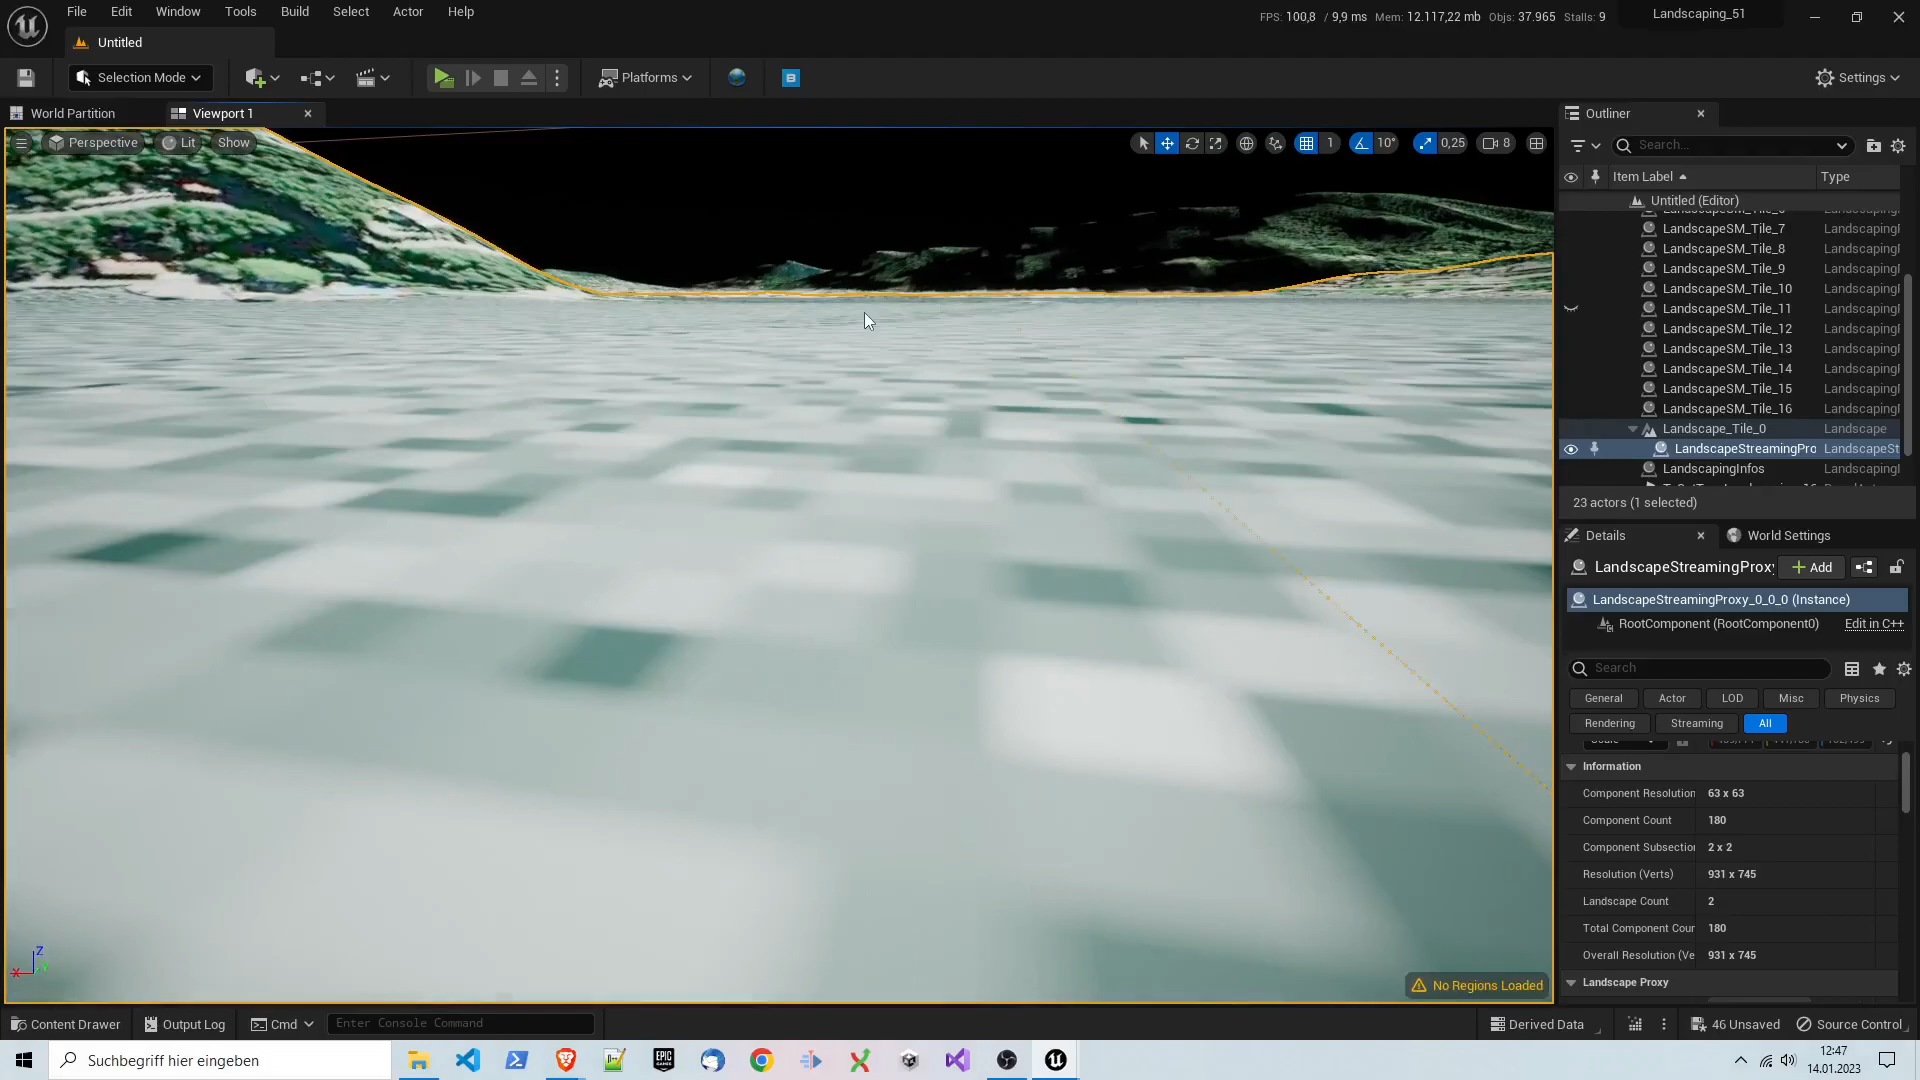 File Edit Window Tools Build Select Actor Help
FPS: 100,8 / 9,9 ms Mem: 12.117,22 mb Objs: 37.965 Stalls: 9
Landscaping_51
Untitled
Selection Mode
Platforms
Settings
World Partition
Viewport 1
Outliner
Perspective Lit Show
1 10° 0,25 8
Search...
Item Label Type
Untitled (Editor)
LandscapeSM_Tile_7 Landscaping
LandscapeSM_Tile_8 Landscaping
LandscapeSM_Tile_9 Landscaping
LandscapeSM_Tile_10 Landscaping
LandscapeSM_Tile_11 Landscaping
LandscapeSM_Tile_12 Landscaping
LandscapeSM_Tile_13 Landscaping
LandscapeSM_Tile_14 Landscaping
LandscapeSM_Tile_15 Landscaping
LandscapeSM_Tile_16 Landscaping
Landscape_Tile_0 Landscape
LandscapeStreamingPro LandscapeSt
LandscapingInfos Landscaping
23 actors (1 selected)
Details World Settings
LandscapeStreamingProxy Add
LandscapeStreamingProxy_0_0_0 (Instance)
RootComponent (RootComponent0) Edit in C++
Search
General Actor LOD Misc Physics
Rendering Streaming All
Information
Component Resolution 63 x 63
Component Count 180
Component Subsection 2 x 2
Resolution (Verts) 931 x 745
Landscape Count 2
Total Component Coun 180
Overall Resolution (Ve 931 x 745
Landscape Proxy
Z
X
No Regions Loaded
Content Drawer Output Log Cmd Enter Console Command
Derived Data 46 Unsaved Source Control
Suchbegriff hier eingeben
EPIC GAMES
12:47
14.01.2023